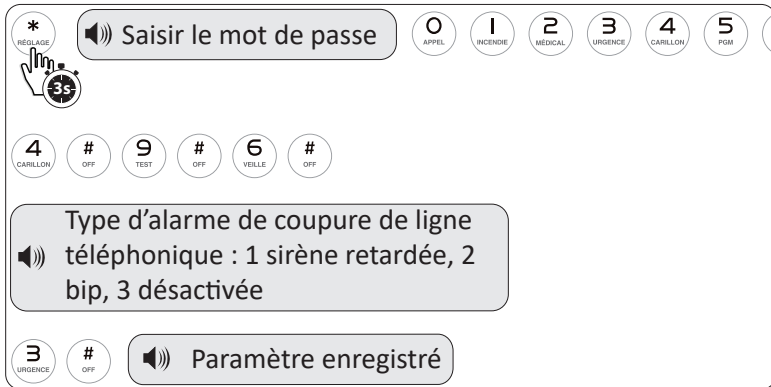 * RÉGLAGE Saisir le mot de passe 0 APPEL 1 INCENDIE 2 MÉDICAL 3 URGENCE 4 CARILLON 5 PGM
3s
4 CARILLON # OFF 9 TEST # OFF 6 VEILLE # OFF
Type d’alarme de coupure de ligne
téléphonique : 1 sirène retardée, 2
bip, 3 désactivée
3 URGENCE # OFF Paramètre enregistré